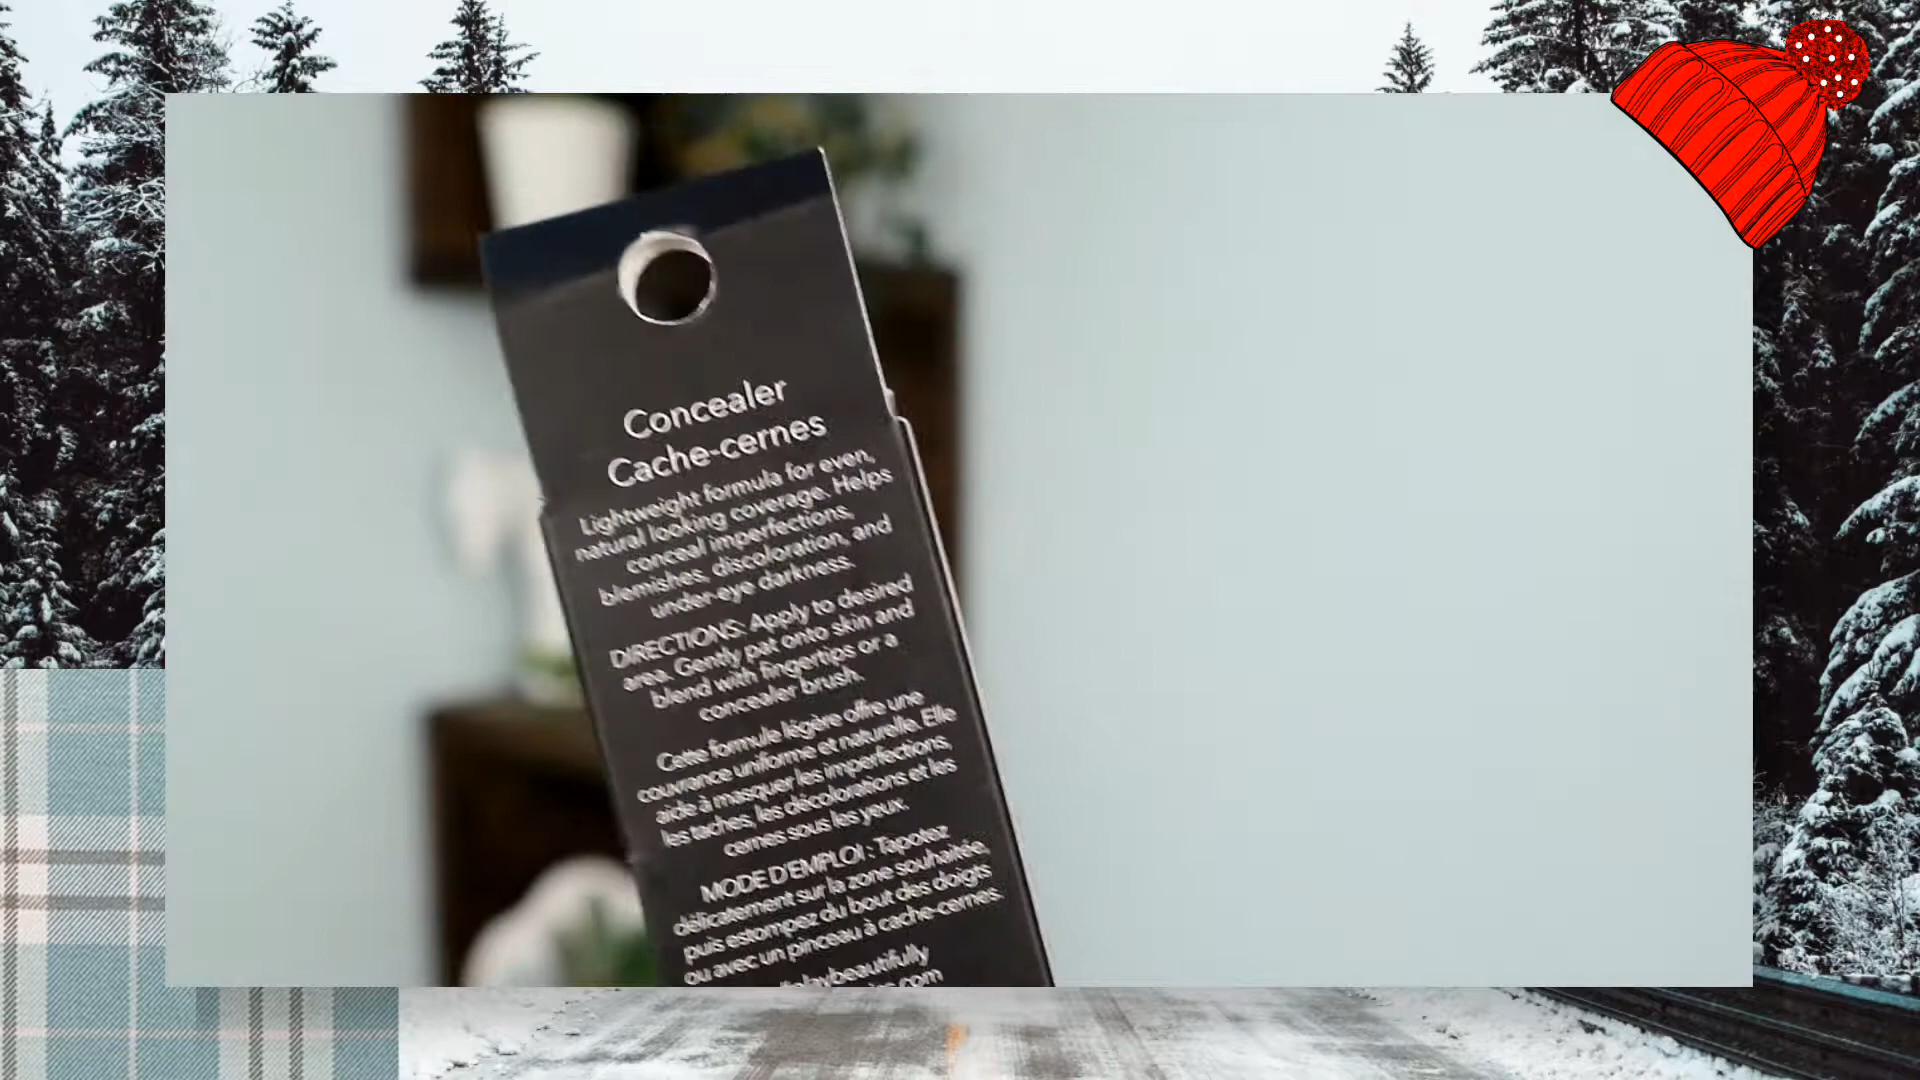 Concealer
Cache-cernes
Lightweight formula for even,
natural looking coverage. Helps
conceal imperfections,
blemishes, discoloration, and
under-eye darkness.
DIRECTIONS: Apply to desired
area. Gently pat onto skin and
blend with fingertips or a
concealer brush.
Cette formule légère offre une
couvrance uniforme et naturelle. Elle
aide à masquer les imperfections,
les taches, les décolorations et les
cernes sous les yeux.
MODE D'EMPLOI : Tapotez
délicatement sur la zone souhaitée,
puis estompez du bout des doigts
ou avec un pinceau à cache-cernes.